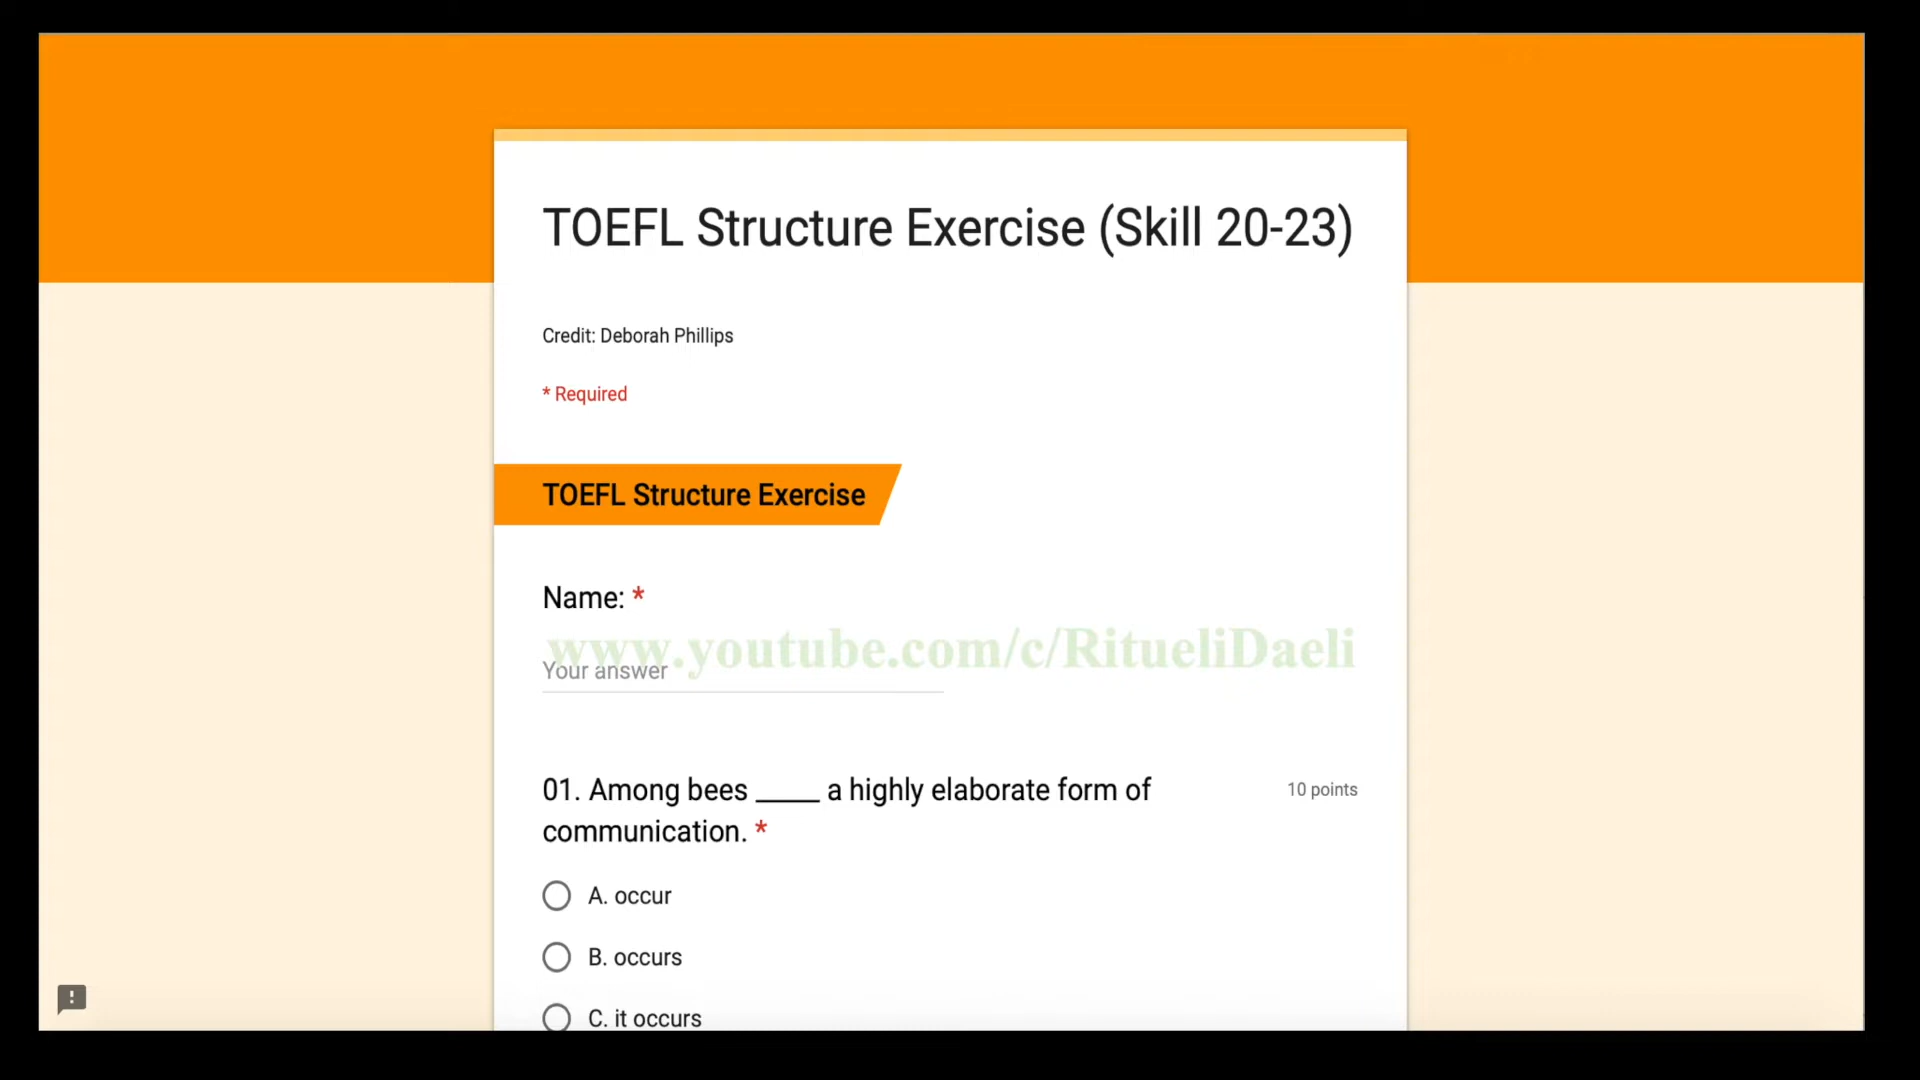 TOEFL Structure Exercise (Skill 20-23)
Credit: Deborah Phillips
* Required
TOEFL Structure Exercise
Name: *
www.youtube.com/c/RitueliDaeli
Your answer
01. Among bees _____ a highly elaborate form of
communication. *
10 points
A. occur
B. occurs
C. it occurs